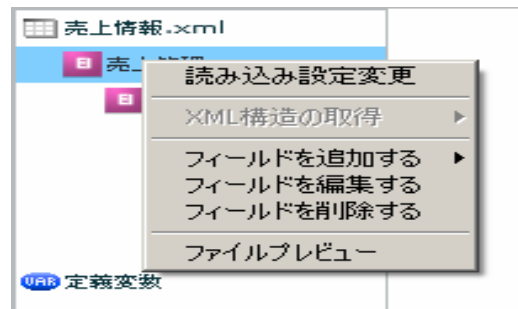 売上情報.xml
売上
読み込み設定変更
XML構造の取得
フィールドを追加する
フィールドを編集する
フィールドを削除する
ファイルプレビュー
VAR 定義変数